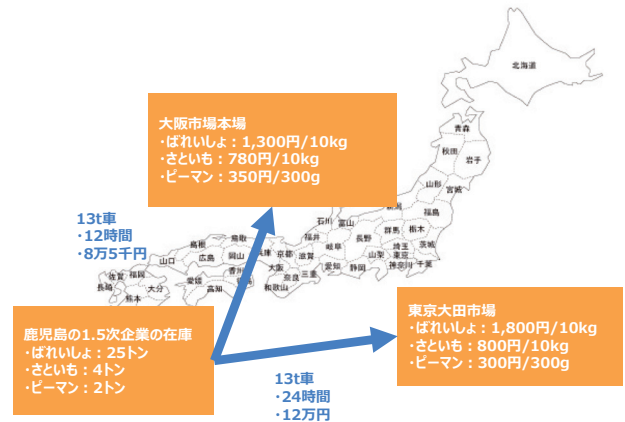 北海道
青森
秋田
岩手
山形
宮城
福島
石川
富山
福井
岐阜
長野
群馬
栃木
埼玉
茨城
東京
山梨
神奈川
千葉
静岡
愛知
滋賀
三重
京都
大阪
奈良
和歌山
鳥取
島根
岡山
広島
山口
香川
愛媛
高知
福岡
佐賀
長崎
大分
熊本
大阪市場本場
・ばれいしょ：1,300円/10kg
・さといも：780円/10kg
・ピーマン：350円/300g
13t車
・12時間
・8万5千円
鹿児島の1.5次企業の在庫
・ばれいしょ：25トン
・さといも：4トン
・ピーマン：2トン
東京大田市場
・ばれいしょ：1,800円/10kg
・さといも：800円/10kg
・ピーマン：300円/300g
13t車
・24時間
・12万円